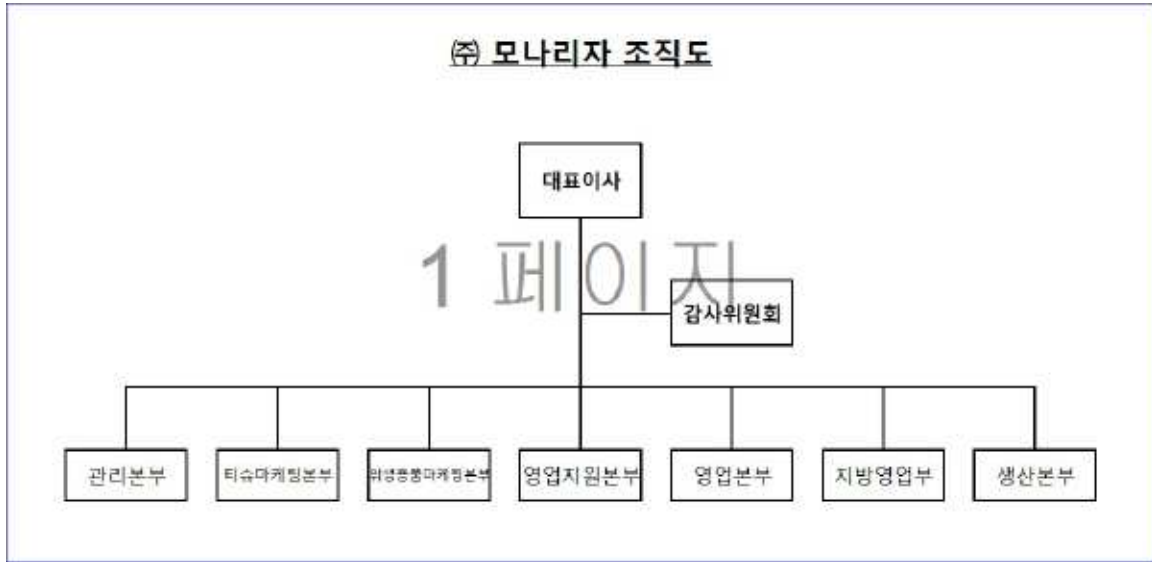 ㈜ 모나리자 조직도
대표이사
1 페이지
감사위원회
관리본부
티슈마케팅본부
위생용품마케팅본부
영업지원본부
영업본부
지방영업부
생산본부